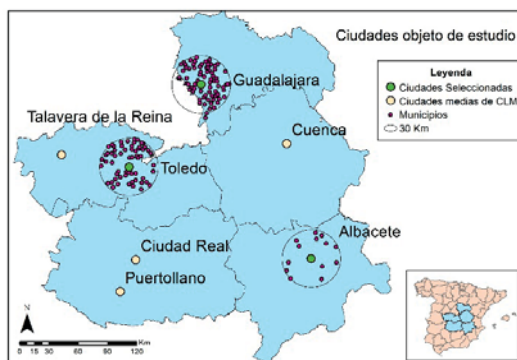 Ciudades objeto de estudio
Leyenda
Ciudades Seleccionadas
Ciudades medias de CLM
Municipios
30 Km
Guadalajara
Talavera de la Reina
Cuenca
Toledo
Albacete
Ciudad Real
Puertollano
N
Km
0 15 30 60 90 120